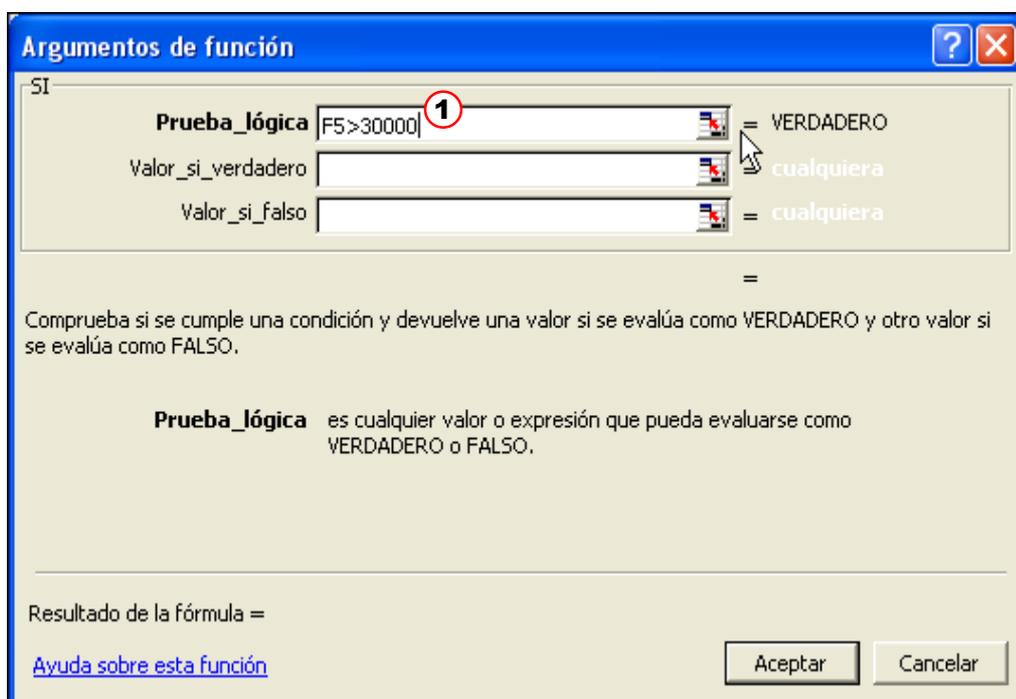 Argumentos de función
SI
Prueba_lógica F5>30000 1 = VERDADERO
Valor_si_verdadero = cualquiera
Valor_si_falso = cualquiera
=
Comprueba si se cumple una condición y devuelve una valor si se evalúa como VERDADERO y otro valor si
se evalúa como FALSO.
Prueba_lógica es cualquier valor o expresión que pueda evaluarse como
VERDADERO o FALSO.
Resultado de la fórmula =
Ayuda sobre esta función Aceptar Cancelar